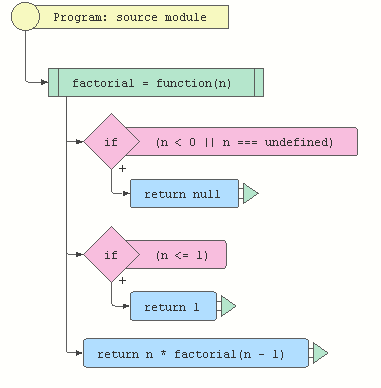 Program: source module
factorial = function(n)
if (n < 0 || n === undefined)
+
return null
if (n <= 1)
+
return 1
return n * factorial(n - 1)